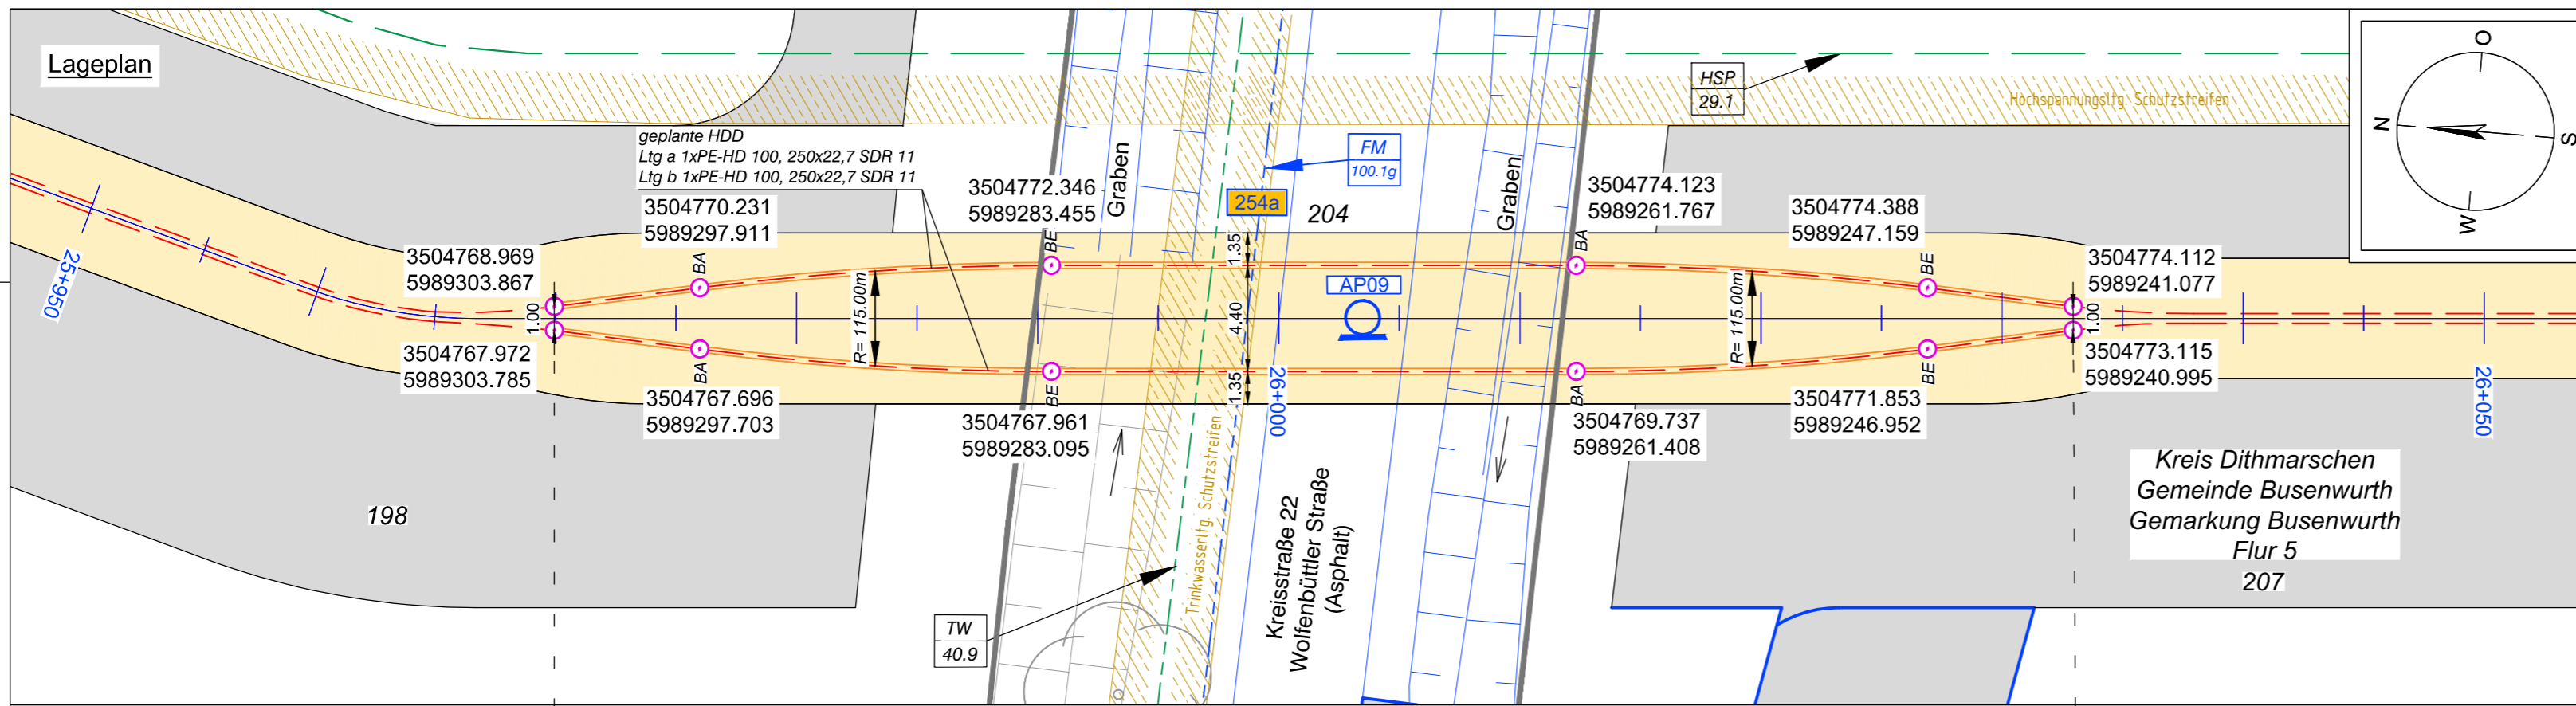 Lageplan
geplante HDD
Ltg a 1xPE-HD 100, 250x22,7 SDR 11
Ltg b 1xPE-HD 100, 250x22,7 SDR 11
HSP
29.1
Hochspannungsltg. Schutzstreifen
O
N
S
W
FM
100.1g
254a
204
Graben
Graben
3504772.346
5989283.455
3504774.123
5989261.767
3504770.231
5989297.911
3504774.388
5989247.159
3504768.969
5989303.867
3504774.112
5989241.077
BA
BE
BA
BE
25+950
1.00
R= 115.00m
1.35
4.40
1.35
AP09
R= 115.00m
1.00
BA
BE
BA
BE
26+000
26+050
3504767.972
5989303.785
3504773.115
5989240.995
3504767.696
5989297.703
3504767.961
5989283.095
3504769.737
5989261.408
3504771.853
5989246.952
198
Trinkwasserltg. Schutzstreifen
Kreisstraße 22
Wolfenbüttler Straße
(Asphalt)
TW
40.9
Kreis Dithmarschen
Gemeinde Busenwurth
Gemarkung Busenwurth
Flur 5
207